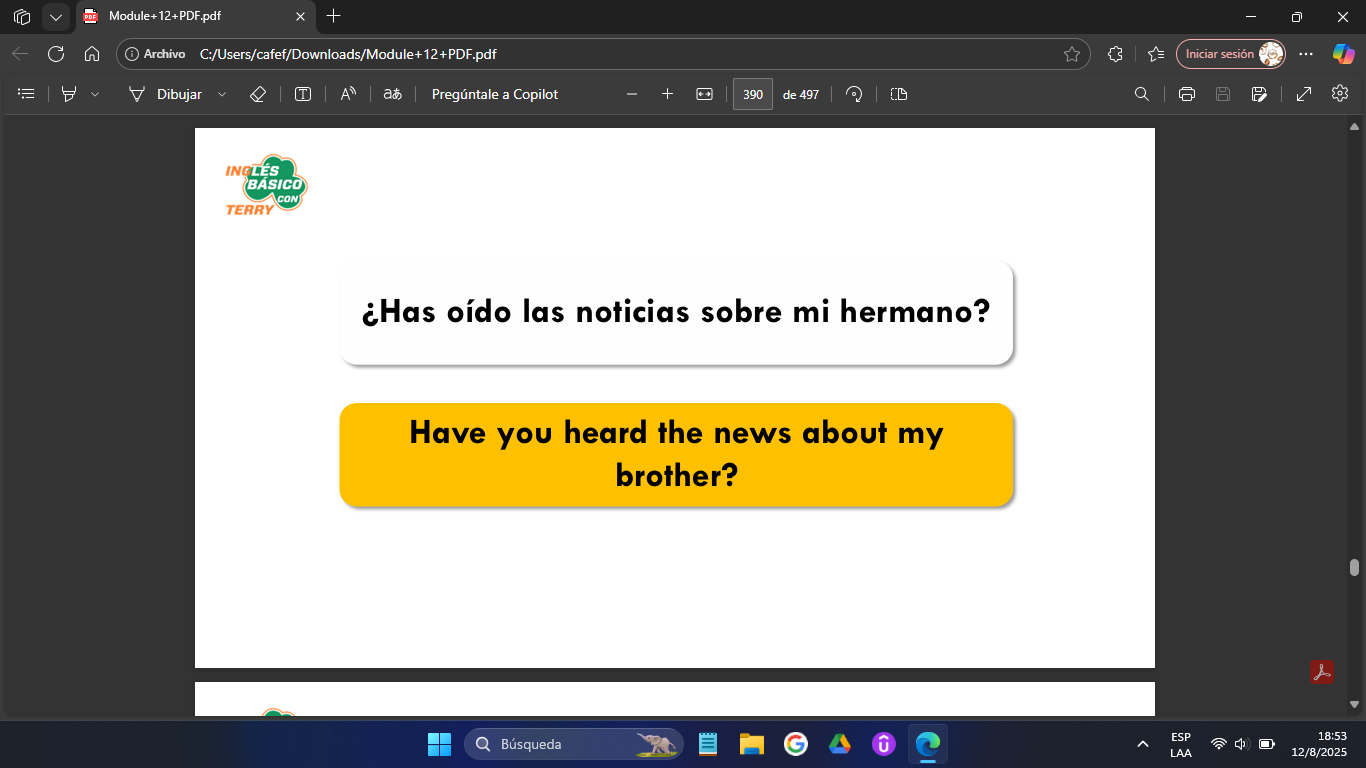 Module+12+PDF.pdf
Archivo C:/Users/cafef/Downloads/Module+12+PDF.pdf Iniciar sesión
Dibujar Pregúntale a Copilot 390 de 497
INGLÉS
BÁSICO
CON
TERRY
¿Has oído las noticias sobre mi hermano?
Have you heard the news about my
brother?
Búsqueda
ESP
LAA
18:53
12/8/2025